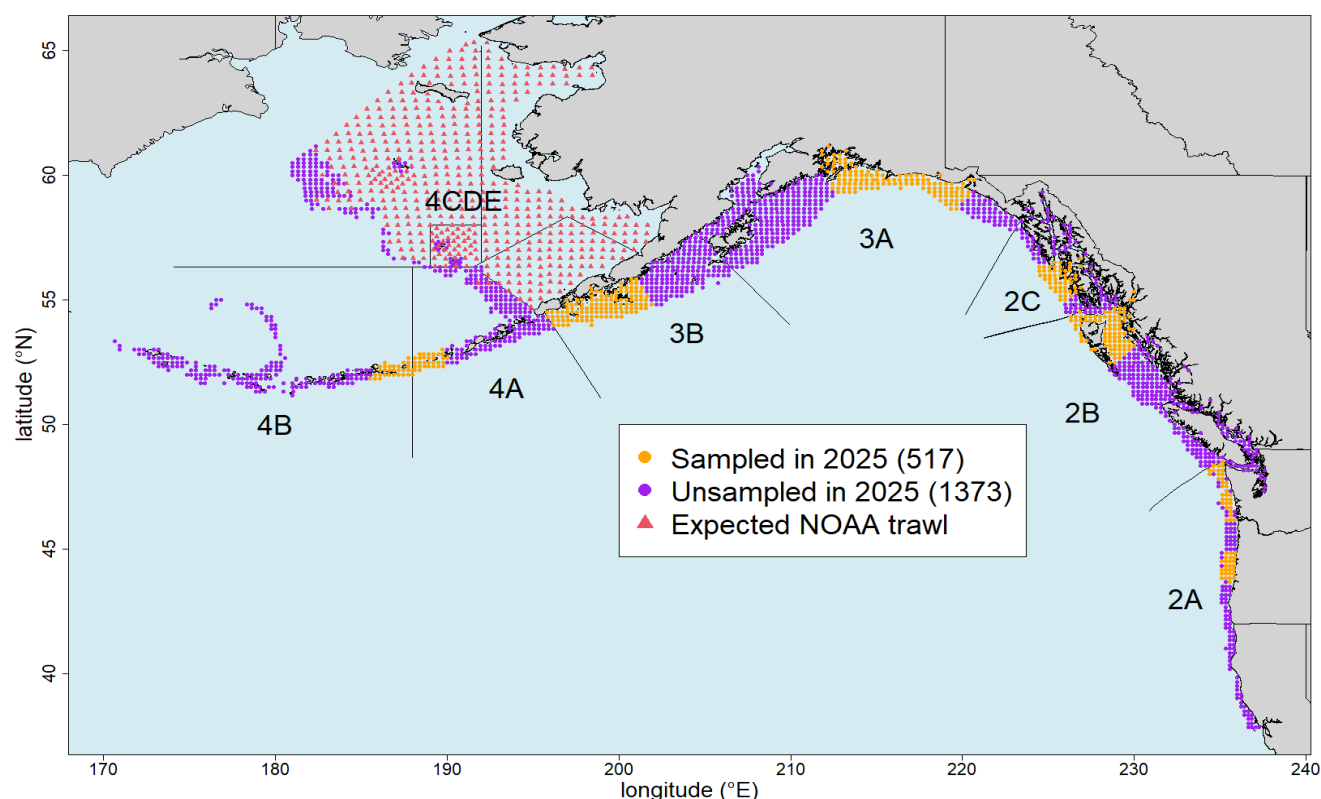 65
60
55
50
45
40
latitude (°N)
4CDE
3A
2C
3B
4A
4B
2B
2A
Sampled in 2025 (517)
Unsampled in 2025 (1373)
Expected NOAA trawl
170
180
190
200
210
220
230
240
longitude (°E)